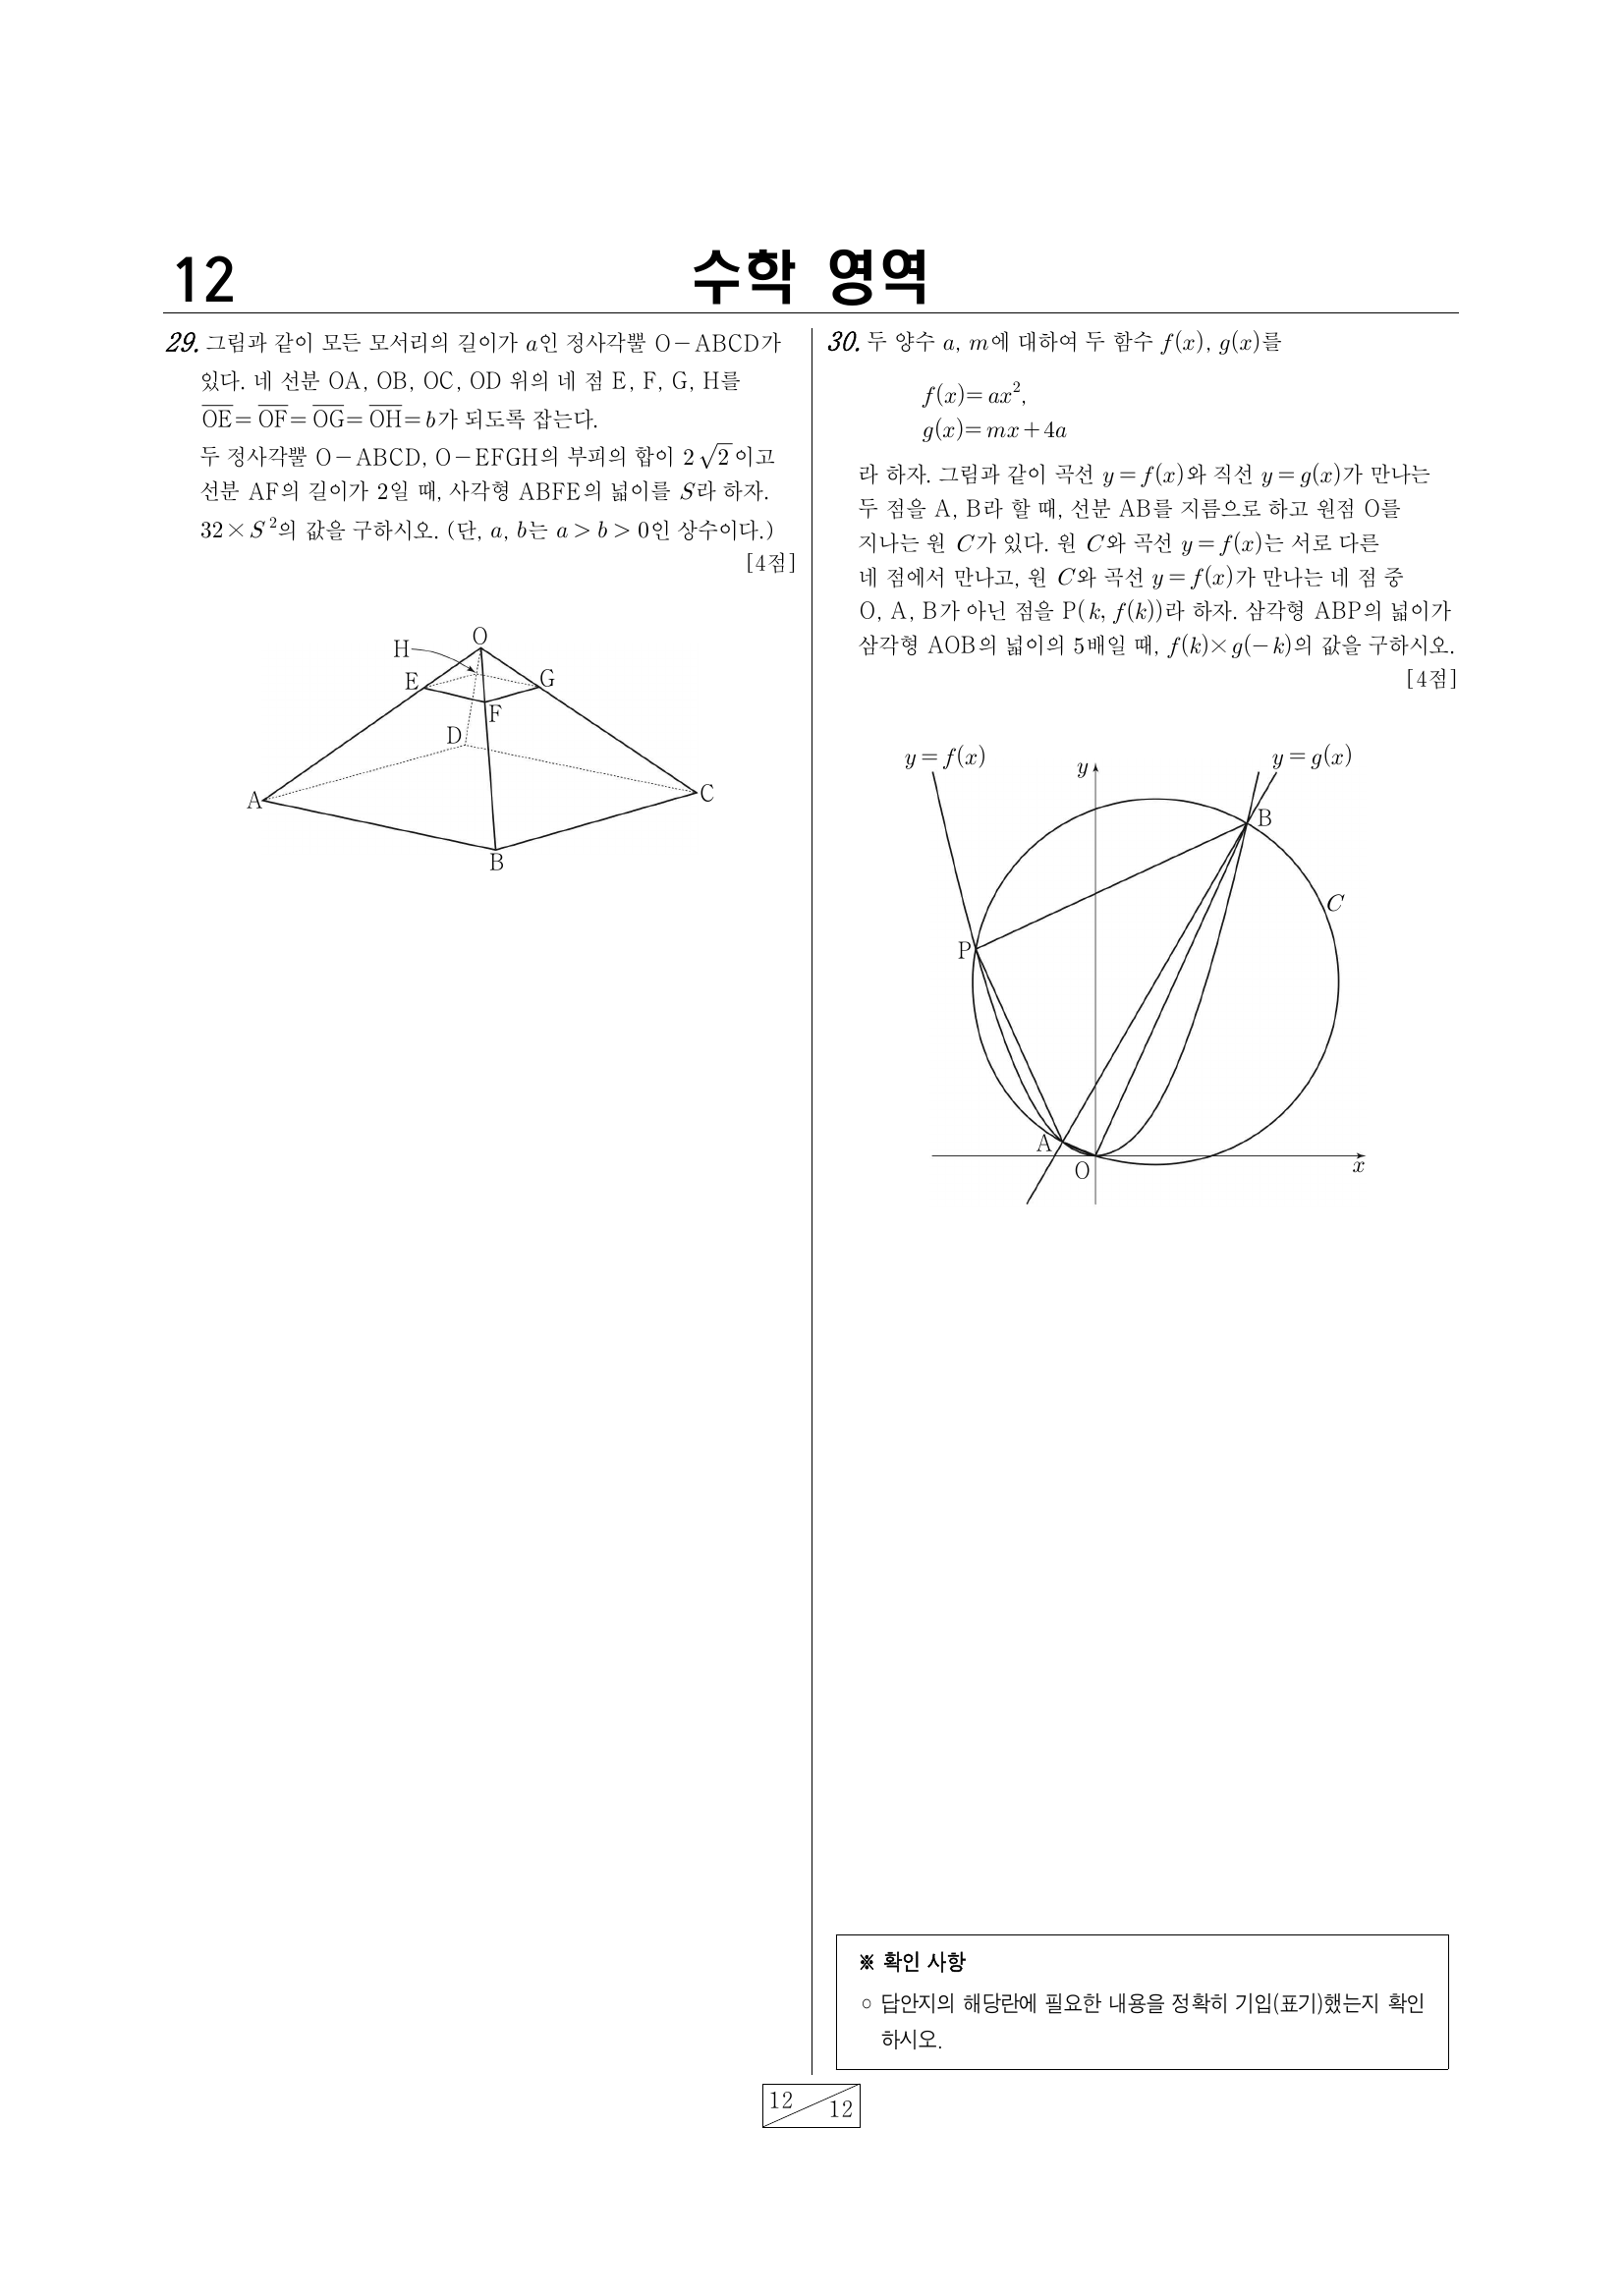 12
수학 영역
29. 그림과 같이 모든 모서리의 길이가 a인 정사각뿔 O-ABCD가
있다. 네 선분 OA, OB, OC, OD 위의 네 점 E, F, G, H를
OE = OF = OG = OH = b가 되도록 잡는다.
두 정사각뿔 O-ABCD, O-EFGH의 부피의 합이 2√2이고
선분 AF의 길이가 2일 때, 사각형 ABFE의 넓이를 S라 하자.
32×S²의 값을 구하시오. (단, a, b는 a > b > 0인 상수이다.)
[4점]
H
O
E
G
F
D
A
C
B
30. 두 양수 a, m에 대하여 두 함수 f(x), g(x)를
f(x) = ax²,
g(x) = mx + 4a
라 하자. 그림과 같이 곡선 y = f(x)와 직선 y = g(x)가 만나는
두 점을 A, B라 할 때, 선분 AB를 지름으로 하고 원점 O를
지나는 원 C가 있다. 원 C와 곡선 y = f(x)는 서로 다른
네 점에서 만나고, 원 C와 곡선 y = f(x)가 만나는 네 점 중
O, A, B가 아닌 점을 P(k, f(k))라 하자. 삼각형 ABP의 넓이가
삼각형 AOB의 넓이의 5배일 때, f(k)×g(-k)의 값을 구하시오.
[4점]
y = f(x)
y
y = g(x)
B
C
P
A
O
x
※ 확인 사항
○ 답안지의 해당란에 필요한 내용을 정확히 기입(표기)했는지 확인
하시오.
12
12